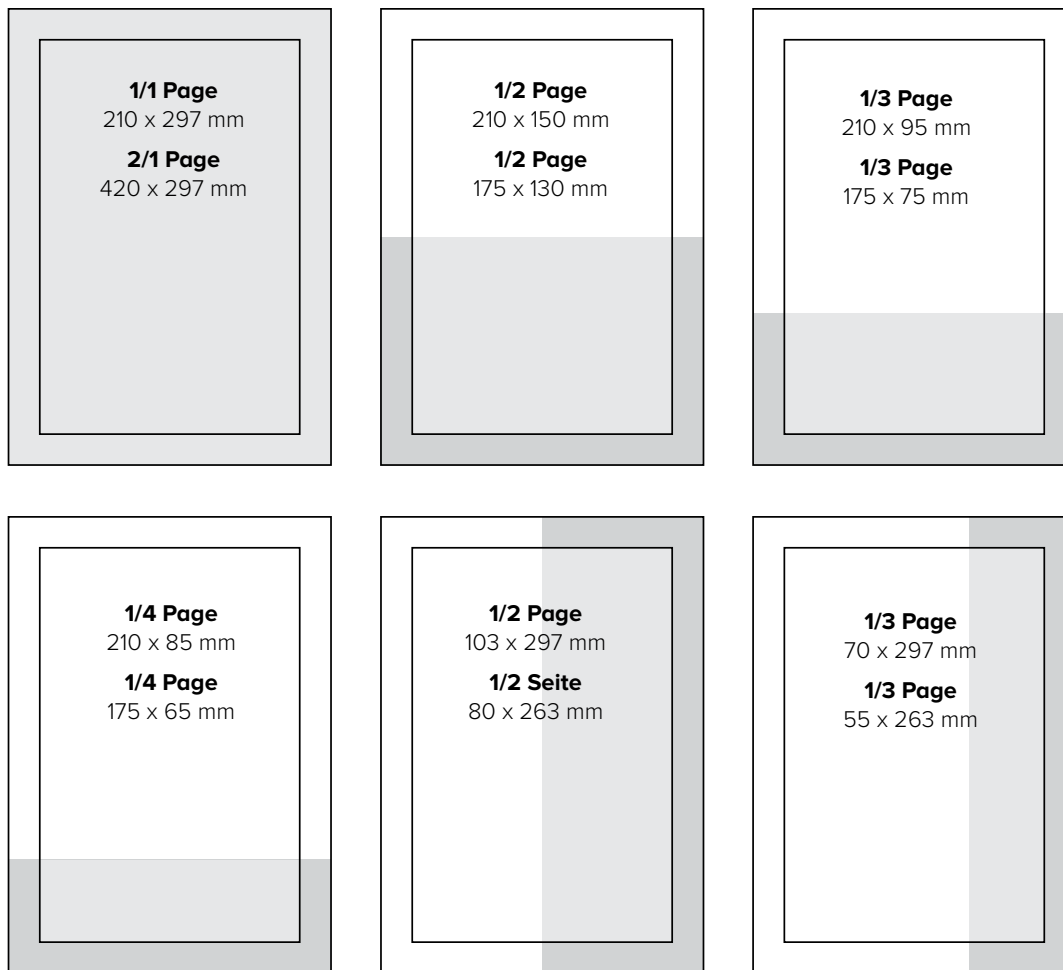 1/1 Page
210 x 297 mm
2/1 Page
420 x 297 mm
1/2 Page
210 x 150 mm
1/2 Page
175 x 130 mm
1/3 Page
210 x 95 mm
1/3 Page
175 x 75 mm
1/4 Page
210 x 85 mm
1/4 Page
175 x 65 mm
1/2 Page
103 x 297 mm
1/2 Seite
80 x 263 mm
1/3 Page
70 x 297 mm
1/3 Page
55 x 263 mm